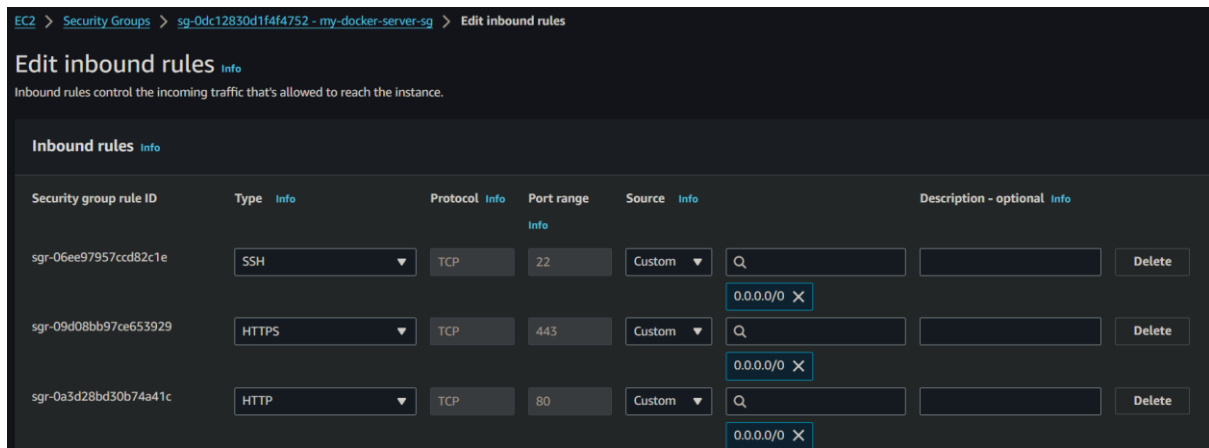 EC2 > Security Groups > sg-0dc12830d1f4f4752 - my-docker-server-sg > Edit inbound rules
Edit inbound rules Info
Inbound rules control the incoming traffic that's allowed to reach the instance.
Inbound rules Info
Security group rule ID Type Info Protocol Info Port range Source Info Description - optional Info
Info
sgr-06ee97957ccd82c1e SSH TCP 22 Custom Delete
0.0.0.0/0
sgr-09d08bb97ce653929 HTTPS TCP 443 Custom Delete
0.0.0.0/0
sgr-0a3d28bd30b74a41c HTTP TCP 80 Custom Delete
0.0.0.0/0